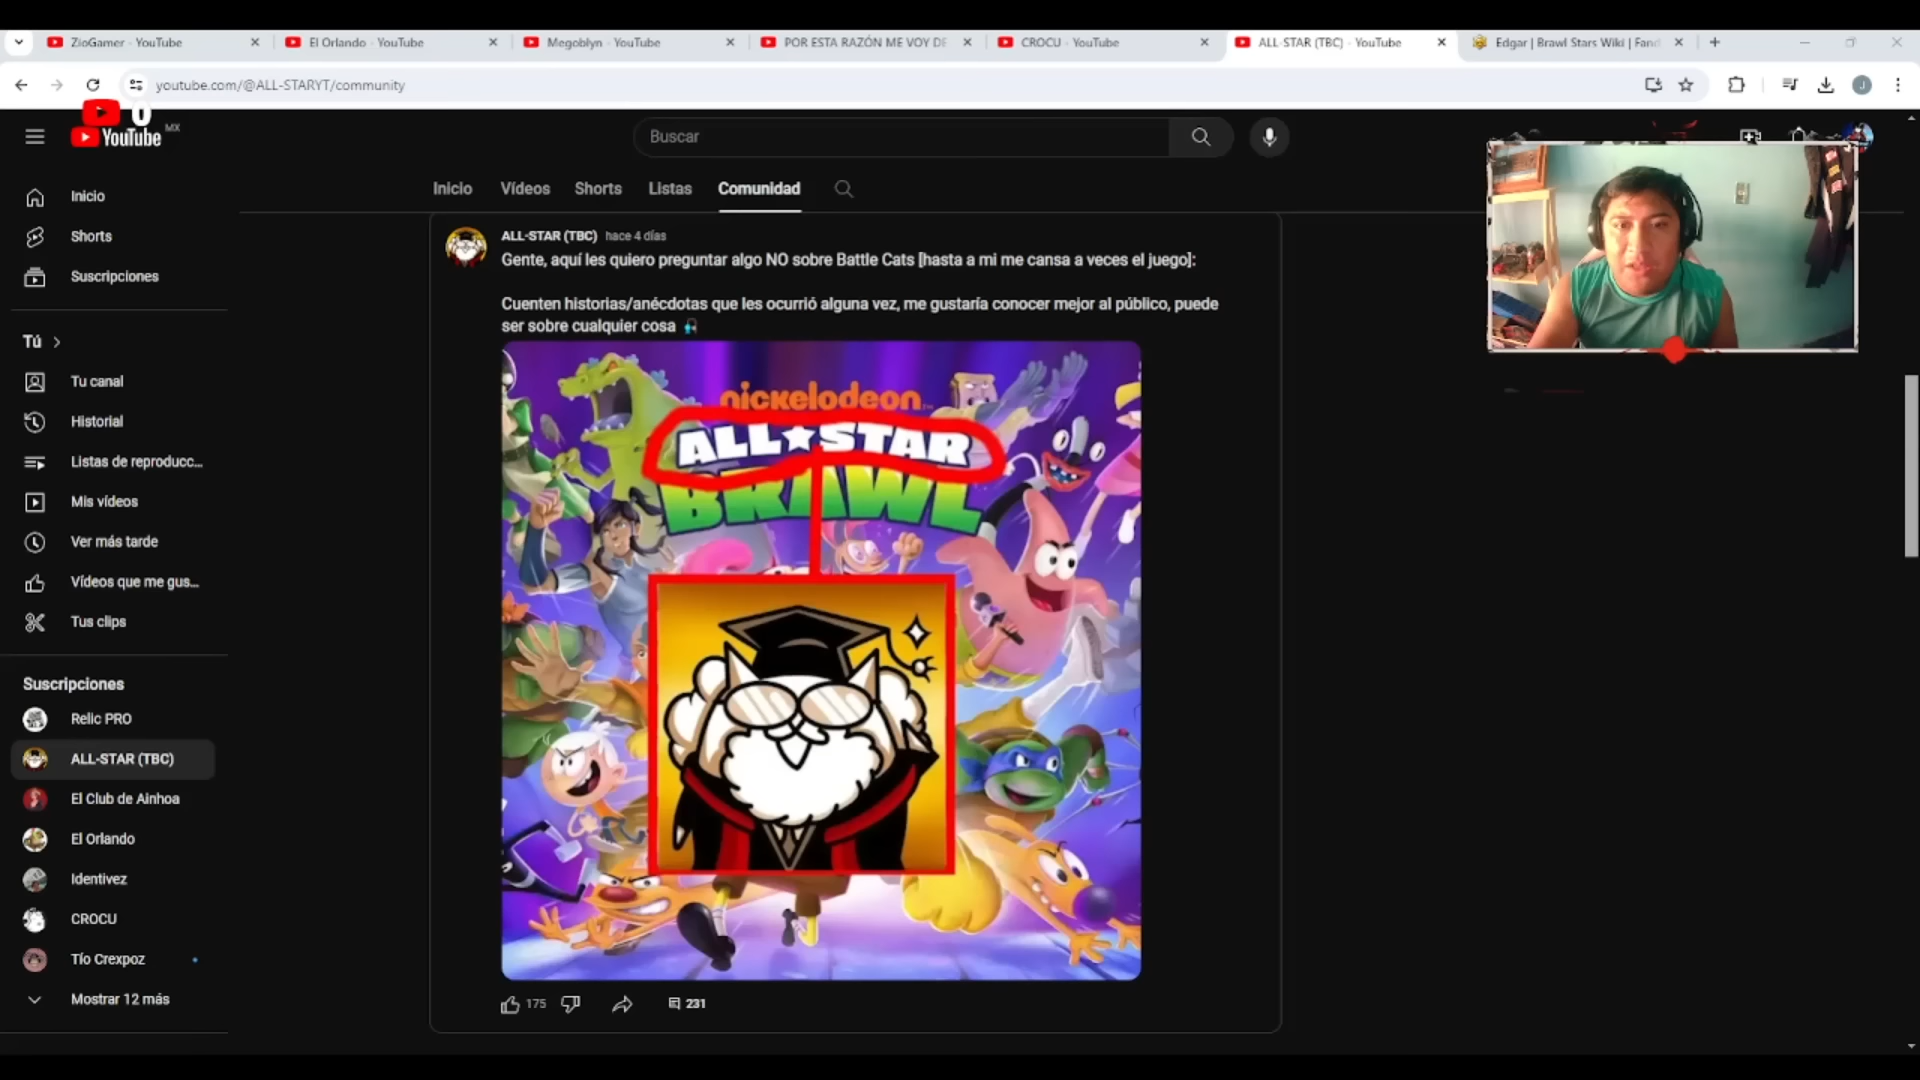 ZioGamer - YouTube
El Orlando - YouTube
Megoblyn - YouTube
POR ESTA RAZÓN ME VOY DE
CROCU - YouTube
ALL-STAR (TBC) - YouTube
Edgar | Brawl Stars Wiki | Fand
youtube.com/@ALL-STARYT/community
J
0
YouTube MX
Buscar
Inicio
Vídeos
Shorts
Listas
Comunidad
Inicio
Shorts
Suscripciones
Tú
Tu canal
Historial
Listas de reproducc...
Mis vídeos
Ver más tarde
Vídeos que me gus...
Tus clips
Suscripciones
Relic PRO
ALL-STAR (TBC)
El Club de Ainhoa
El Orlando
Identivez
CROCU
Tío Crexpoz
Mostrar 12 más
ALL-STAR (TBC) hace 4 días
Gente, aquí les quiero preguntar algo NO sobre Battle Cats [hasta a mi me cansa a veces el juego]:
Cuenten historias/anécdotas que les ocurrió alguna vez, me gustaría conocer mejor al público, puede
ser sobre cualquier cosa
nickelodeon
ALL★STAR
BRAWL
175
231